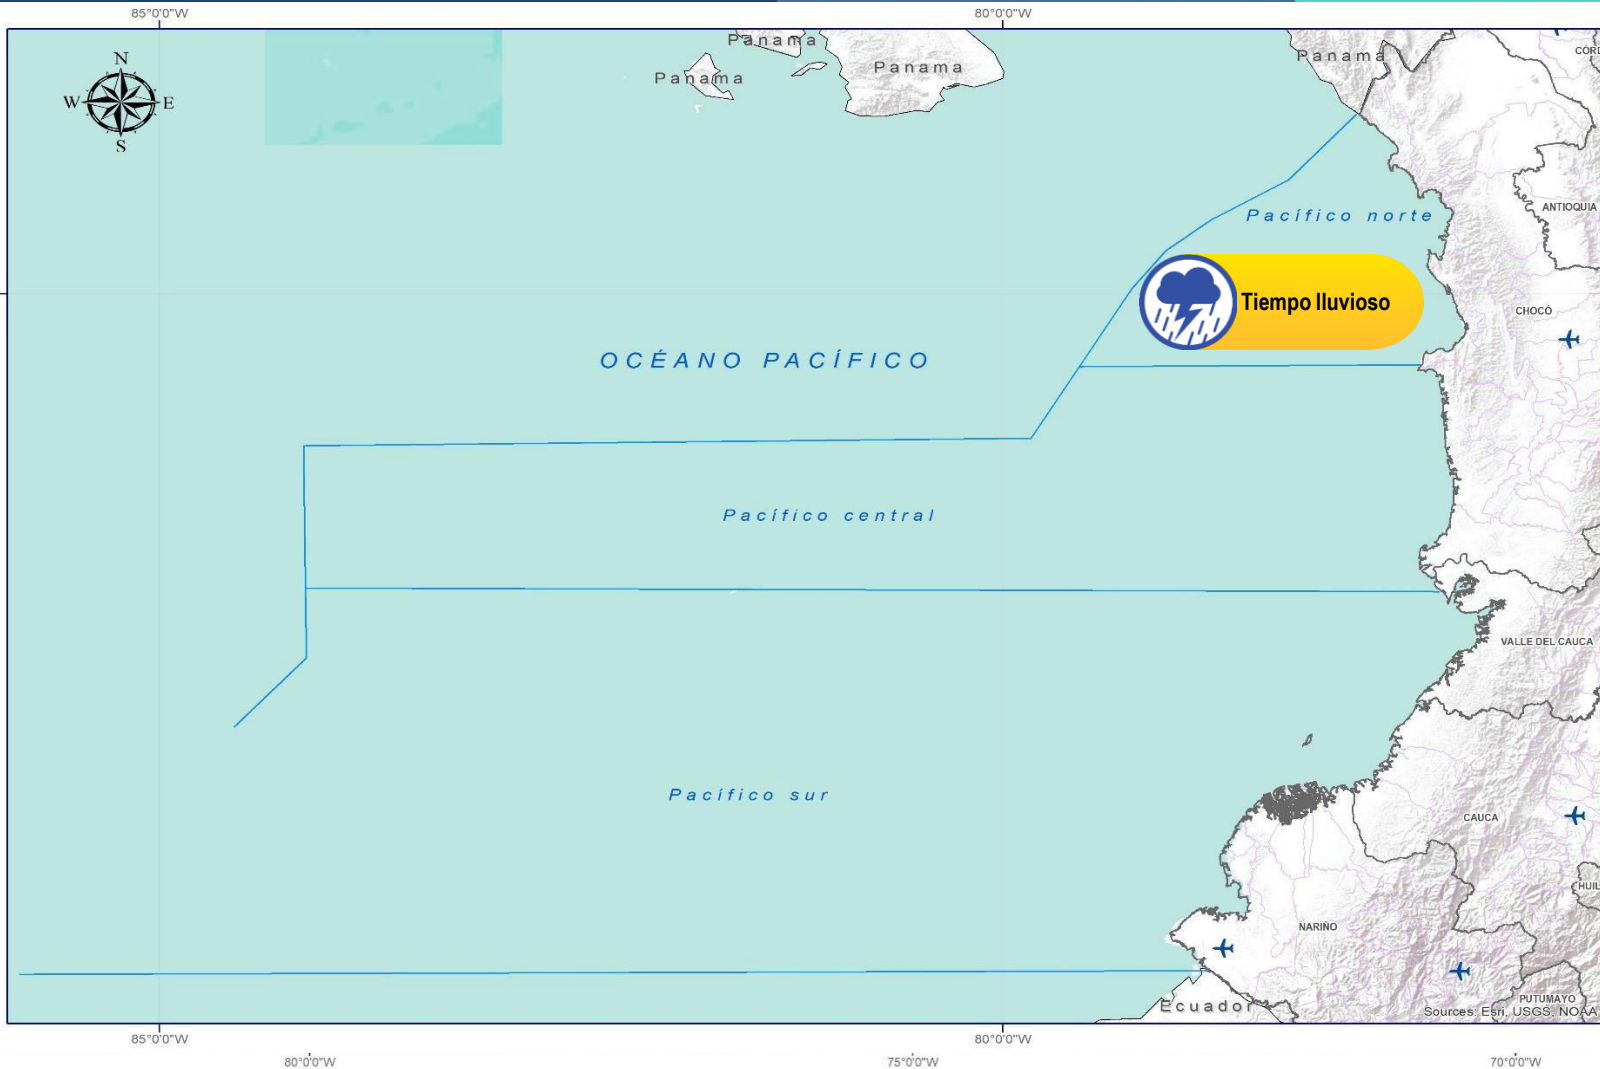 85°0'0"W
80°0'0"W
N
W
E
S
Panama
Panama
Panama
Panama
ANTIOQUIA
Pacífico norte
Tiempo lluvioso
CHOCÓ
OCÉANO PACÍFICO
Pacífico central
VALLE DEL CAUCA
Pacífico sur
CAUCA
NARIÑO
PUTUMAYO
Ecuador
Sources: Esri, USGS, NOAA
85°0'0"W
80°0'0"W
80°0'0"W
75°0'0"W
70°0'0"W